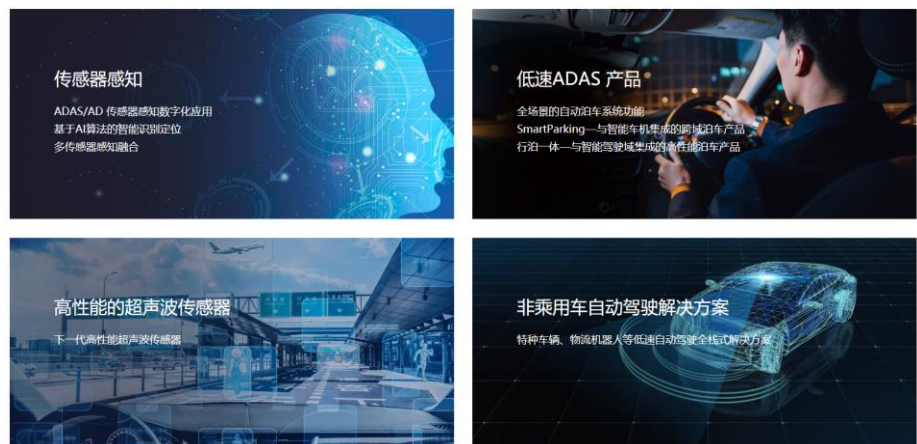 传感器感知
ADAS/AD 传感器感知数字化应用
基于AI算法的智能识别定位
多传感器感知融合
低速ADAS 产品
全场景的自动泊车系统功能
SmartParking—与智能车机集成的跨域泊车产品
行泊一体—与智能驾驶域集成的高性能泊车产品
高性能的超声波传感器
下一代高性能超声波传感器
非乘用车自动驾驶解决方案
特种车辆、物流机器人等低速自动驾驶全栈式解决方案